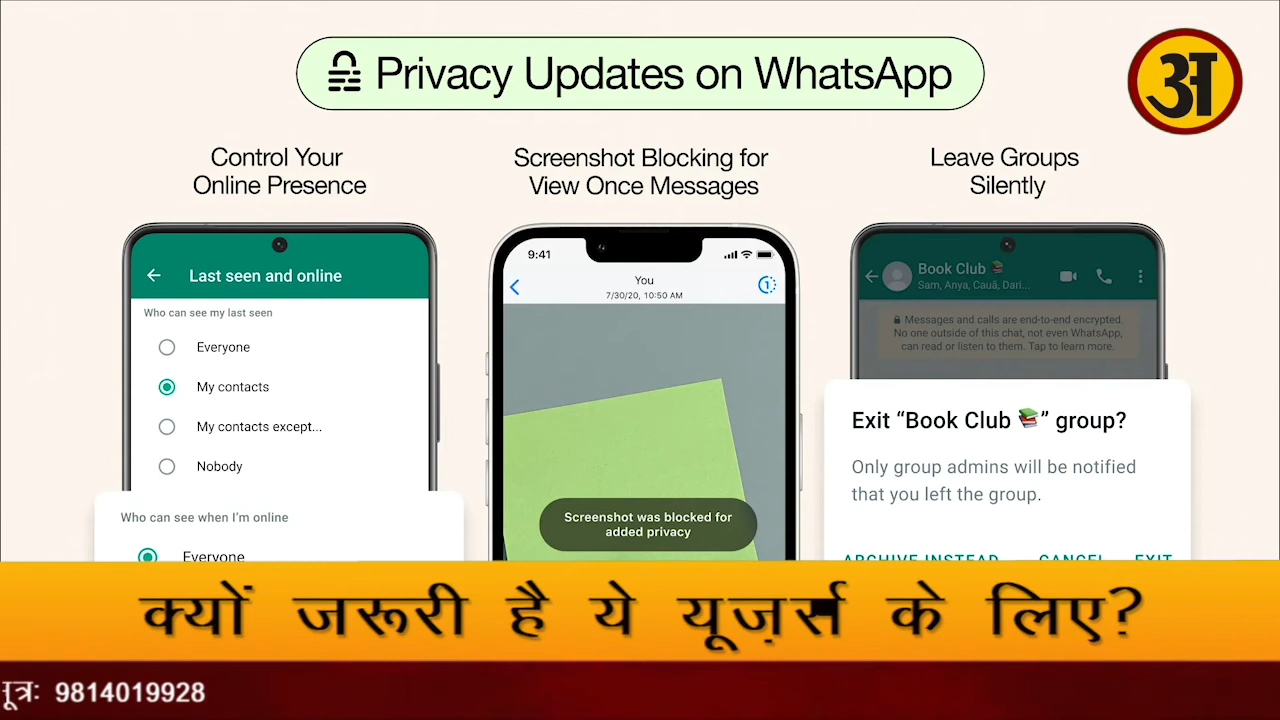 Privacy Updates on WhatsApp
अ
Control Your
Online Presence
Screenshot Blocking for
View Once Messages
Leave Groups
Silently
Last seen and online
Who can see my last seen
Everyone
My contacts
My contacts except...
Nobody
Who can see when I'm online
Everyone
9:41
You
7/30/20, 10:50 AM
1
Screenshot was blocked for
added privacy
Book Club 📚
Sam, Anya, Cauã, Dari...
Messages and calls are end-to-end encrypted.
No one outside of this chat, not even WhatsApp,
can read or listen to them. Tap to learn more.
Exit “Book Club 📚” group?
Only group admins will be notified
that you left the group.
ARCHIVE INSTEAD CANCEL EXIT
क्यों जरूरी है ये यूज़र्स के लिए?
9814019928